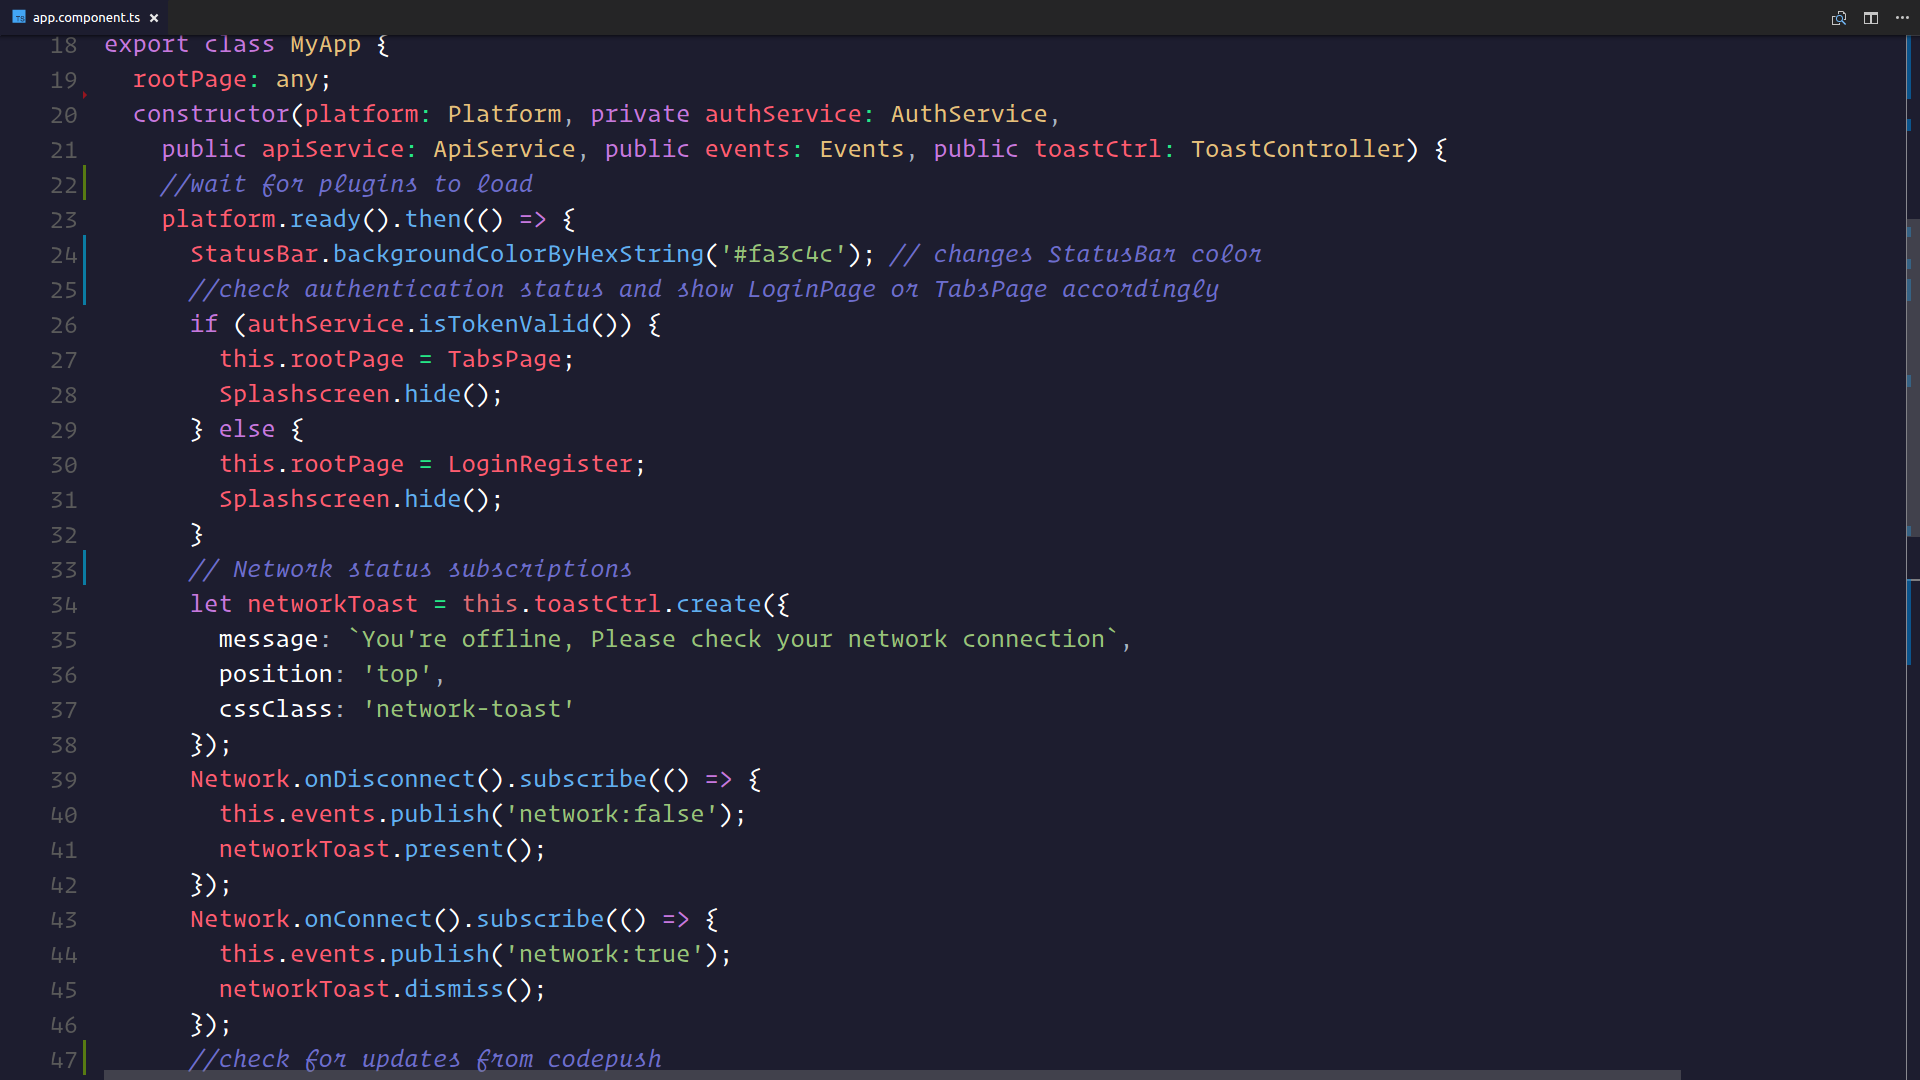 app.component.ts
18 export class MyApp {
19 rootPage: any;
20 constructor(platform: Platform, private authService: AuthService,
21 public apiService: ApiService, public events: Events, public toastCtrl: ToastController) {
22 //wait for plugins to load
23 platform.ready().then(() => {
24 StatusBar.backgroundColorByHexString('#fa3c4c'); // changes StatusBar color
25 //check authentication status and show LoginPage or TabsPage accordingly
26 if (authService.isTokenValid()) {
27 this.rootPage = TabsPage;
28 Splashscreen.hide();
29 } else {
30 this.rootPage = LoginRegister;
31 Splashscreen.hide();
32 }
33 // Network status subscriptions
34 let networkToast = this.toastCtrl.create({
35 message: `You're offline, Please check your network connection`,
36 position: 'top',
37 cssClass: 'network-toast'
38 });
39 Network.onDisconnect().subscribe(() => {
40 this.events.publish('network:false');
41 networkToast.present();
42 });
43 Network.onConnect().subscribe(() => {
44 this.events.publish('network:true');
45 networkToast.dismiss();
46 });
47 //check for updates from codepush